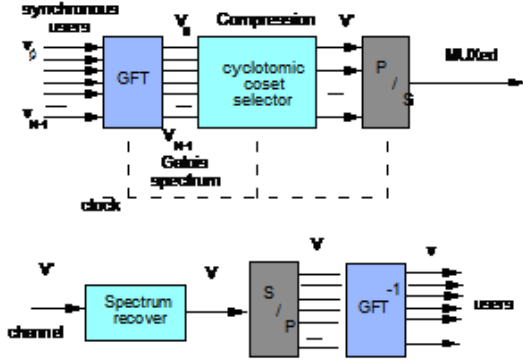 synchronous
users
Compression
V'
GFT
cyclotomic
coset
selector
P
/
S
MUXed
Galois
spectrum
clock
V'
V
V
v
channel
Spectrum
recover
S
/
P
GFT -1
users